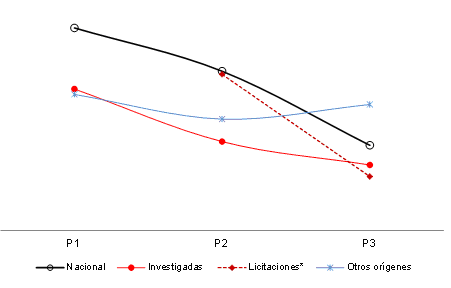 P1 P2 P3
Nacional Investigadas Licitaciones* Otros orígenes